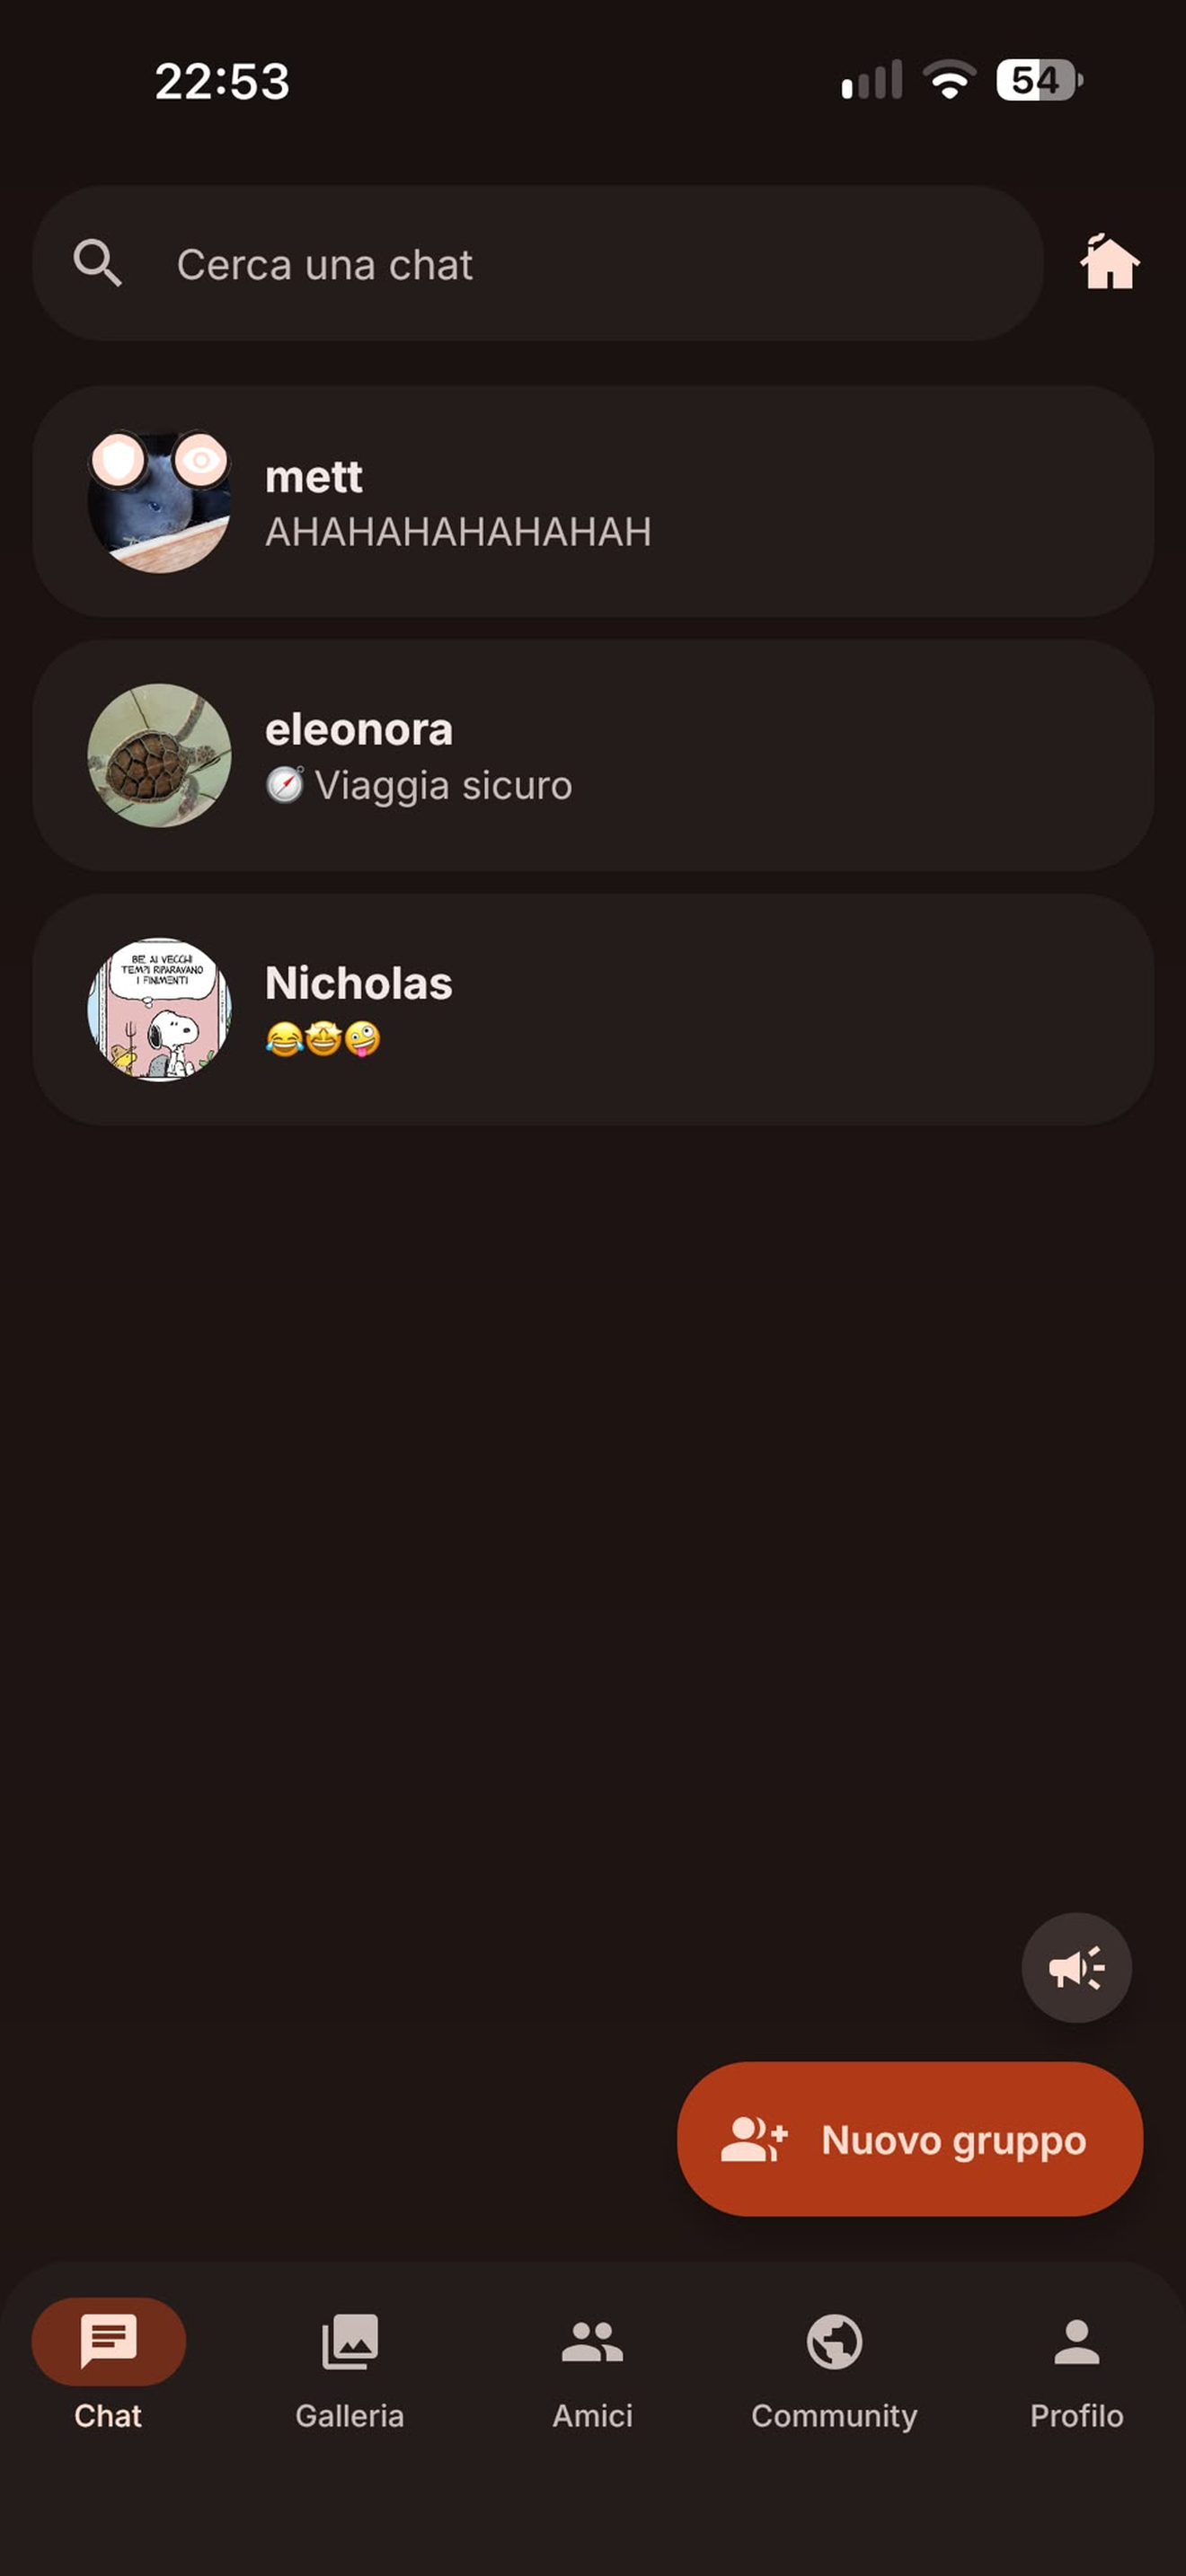 22:53
54
Cerca una chat
mett
AHAHAHAHAHAHAH
eleonora
🧭 Viaggia sicuro
BE, AI VECCHI
TEMPI RIPARAVANO
I FINIMENTI
Nicholas
😂🤩🤪
Nuovo gruppo
Chat
Galleria
Amici
Community
Profilo